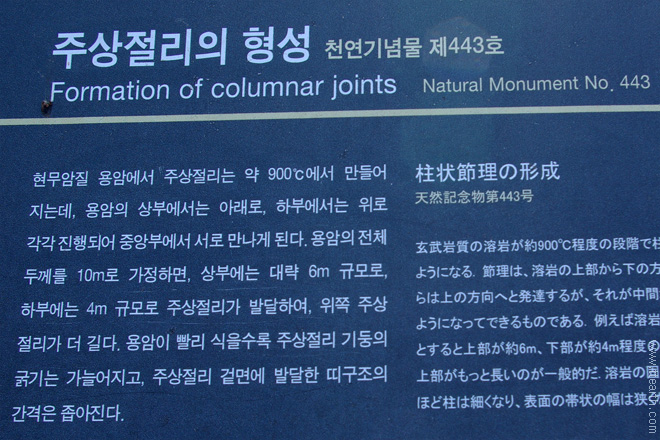 주상절리의 형성 천연기념물 제443호
Formation of columnar joints Natural Monument No. 443
현무암질 용암에서 주상절리는 약 900℃에서 만들어
지는데, 용암의 상부에서는 아래로, 하부에서는 위로
각각 진행되어 중앙부에서 서로 만나게 된다. 용암의 전체
두께를 10m로 가정하면, 상부에는 대략 6m 규모로,
하부에는 4m 규모로 주상절리가 발달하여, 위쪽 주상
절리가 더 길다. 용암이 빨리 식을수록 주상절리 기둥의
굵기는 가늘어지고, 주상절리 겉면에 발달한 띠구조의
간격은 좁아진다.
柱状節理の形成
天然記念物第443号
玄武岩質の溶岩が約900℃程度の段階で柱
ようになる. 節理は、溶岩の上部から下の方
らは上の方向へと発達するが、それが中間
ようになってできるものである. 例えば溶岩
とすると上部が約6m、下部が約4m程度の
上部がもっと長いのが一般的だ. 溶岩の
ほど柱は細くなり、表面の帯状の幅は狭